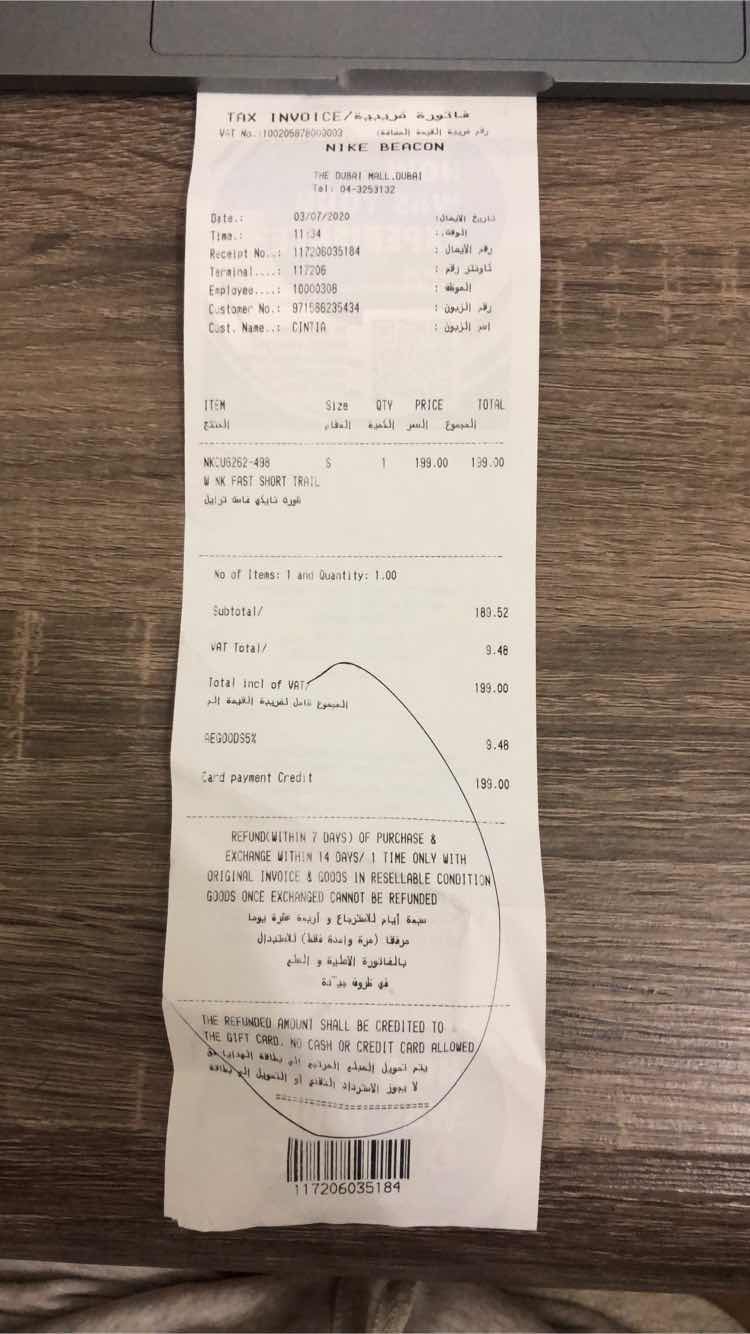 TAX INVOICE/فاتورة ضريبية
VAT No.:100205878000003 رقم ضريبة القيمة المضافة)
NIKE BEACON
THE DUBAI MALL,DUBAI
Tel: 04-3253132
Date.: 03/07/2020 تاريخ الايصال:
Time.: 11:34 الوقت.:
Receipt No..: 117206035184 رقم الأيصال :
Terminal....: 117206 كاونتر رقم :
Employee....: 10000308 الموظف :
Customer No.: 971586235434 رقم الزبون :
Cust. Name..: CINTIA اسم الزبون :
ITEM Size QTY PRICE TOTAL
المنتج المقاس الكمية السعر المجموع
NKCU6262-498 S 1 199.00 199.00
W NK FAST SHORT TRAIL
شورت نايكي فاست ترايل
No of Items: 1 and Quantity: 1.00
Subtotal/ 189.52
VAT Total/ 9.48
Total incl of VAT/ 199.00
المجموع شامل لضريبة القيمة الم
AEGOODS5% 9.48
Card payment Credit 199.00
REFUND(WITHIN 7 DAYS) OF PURCHASE &
EXCHANGE WITHIN 14 DAYS/ 1 TIME ONLY WITH
ORIGINAL INVOICE & GOODS IN RESELLABLE CONDITION
GOODS ONCE EXCHANGED CANNOT BE REFUNDED
سبعة أيام للاسترجاع و أربعة عشرة يوما
مرفقا (مرة واحدة فقط) للاستبدال
بالفاتورة الاصلية و السلع
في ظروف
THE REFUNDED AMOUNT SHALL BE CREDITED TO
THE GIFT CARD. NO CASH OR CREDIT CARD ALLOWED
يتم تمويل المبلغ المرتجع الى بطاقة الهدايا
لا يجوز الاسترداد النقدي او التمويل الى بطاقة
117206035184